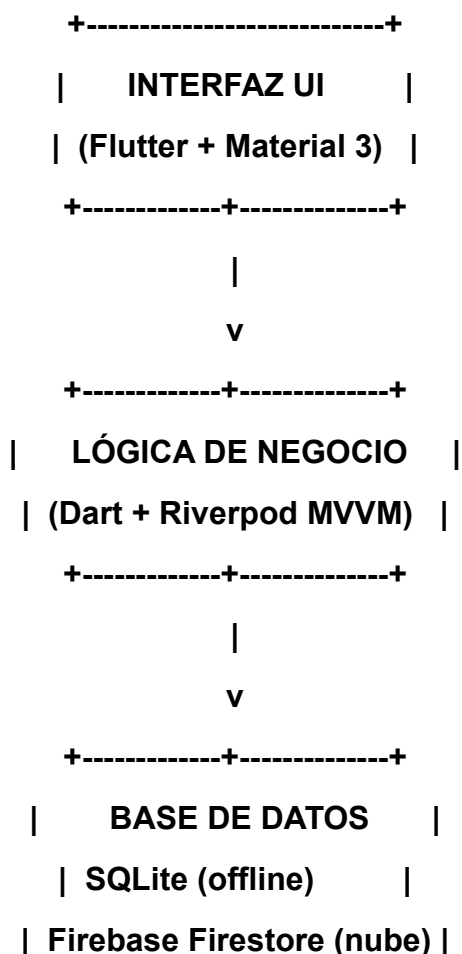 +---------------------------+
| INTERFAZ UI |
| (Flutter + Material 3) |
+-------------+--------------+
|
v
+-------------+--------------+
| LÓGICA DE NEGOCIO |
| (Dart + Riverpod MVVM) |
+-------------+--------------+
|
v
+-------------+--------------+
| BASE DE DATOS |
| SQLite (offline) |
| Firebase Firestore (nube) |